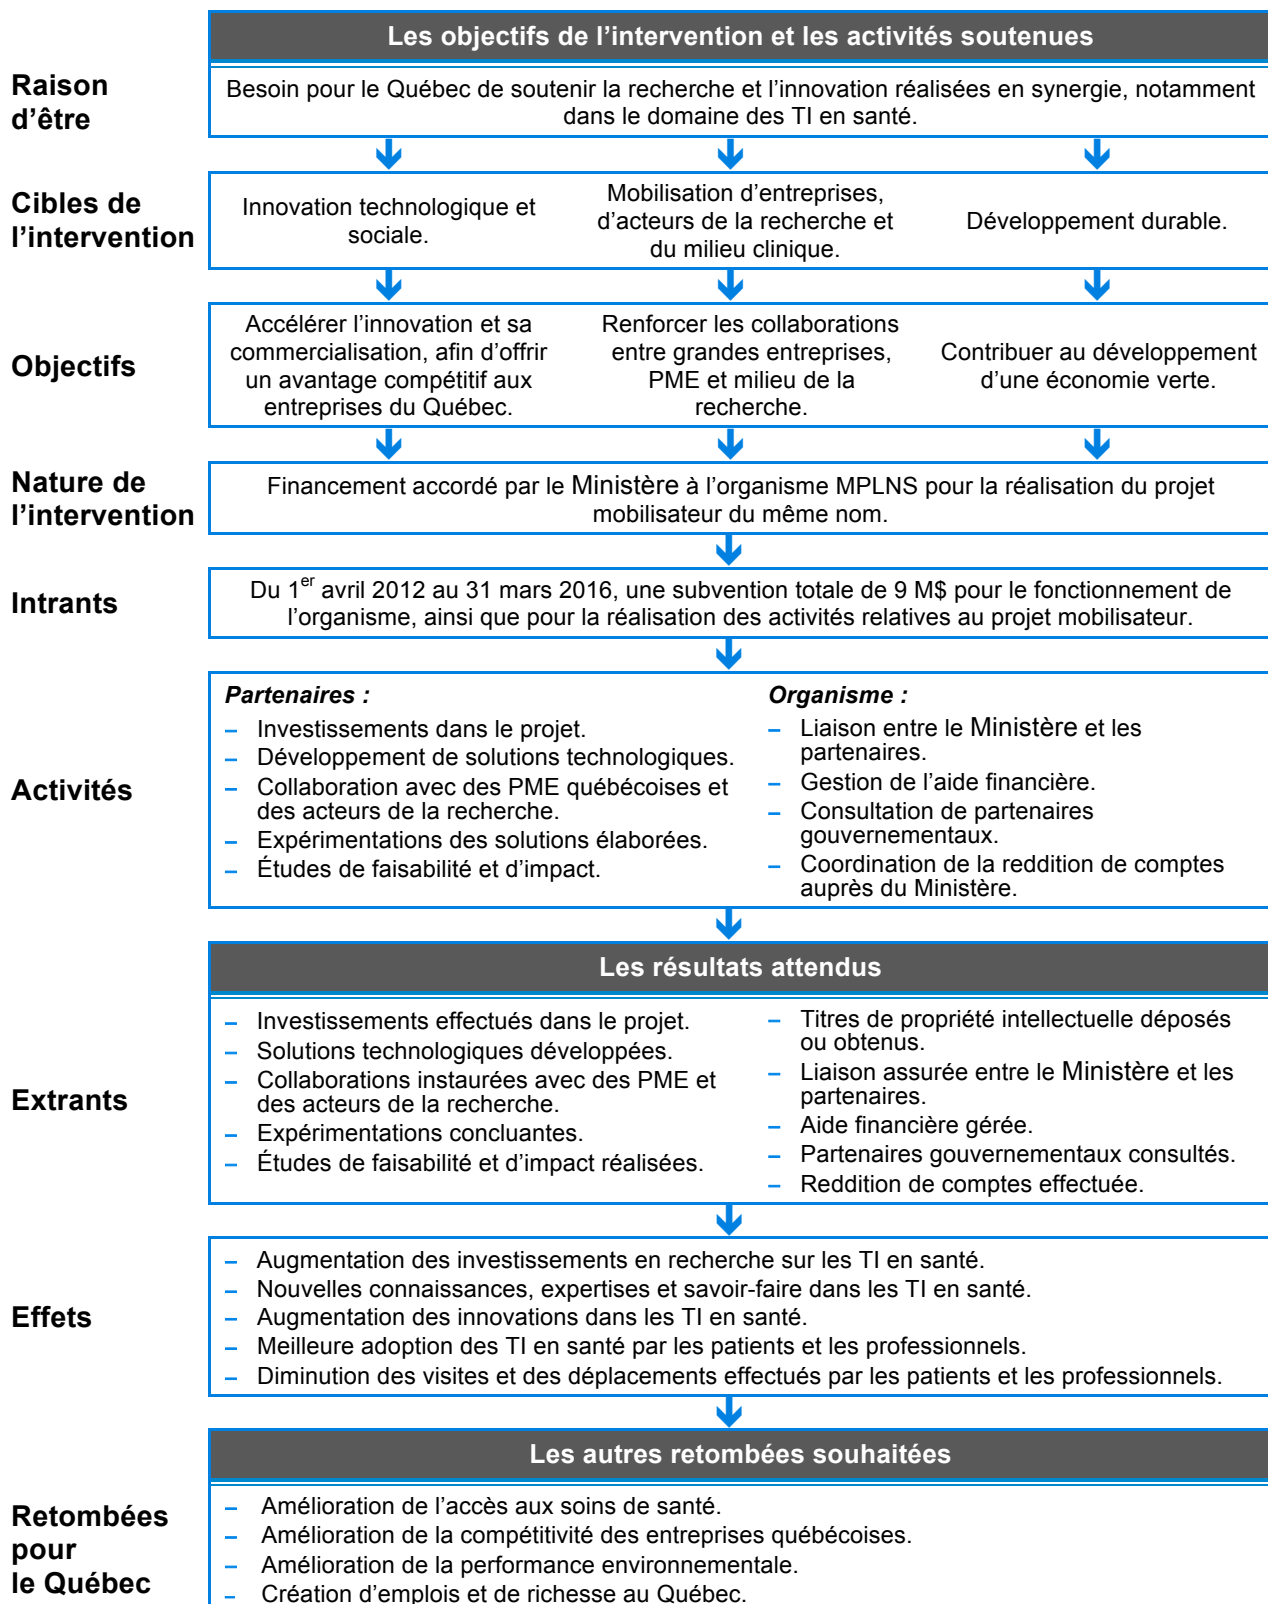 Les objectifs de l’intervention et les activités soutenues
Raison
d’être
Besoin pour le Québec de soutenir la recherche et l’innovation réalisées en synergie, notamment
dans le domaine des TI en santé.
Cibles de
l’intervention
Innovation technologique et
sociale.
Mobilisation d’entreprises,
d’acteurs de la recherche et
du milieu clinique.
Développement durable.
Objectifs
Accélérer l’innovation et sa
commercialisation, afin d’offrir
un avantage compétitif aux
entreprises du Québec.
Renforcer les collaborations
entre grandes entreprises,
PME et milieu de la
recherche.
Contribuer au développement
d’une économie verte.
Nature de
l’intervention
Financement accordé par le Ministère à l’organisme MPLNS pour la réalisation du projet
mobilisateur du même nom.
Intrants
Du 1er avril 2012 au 31 mars 2016, une subvention totale de 9 M$ pour le fonctionnement de
l’organisme, ainsi que pour la réalisation des activités relatives au projet mobilisateur.
Activités
Partenaires :
– Investissements dans le projet.
– Développement de solutions technologiques.
– Collaboration avec des PME québécoises et
des acteurs de la recherche.
– Expérimentations des solutions élaborées.
– Études de faisabilité et d’impact.
Organisme :
– Liaison entre le Ministère et les
partenaires.
– Gestion de l’aide financière.
– Consultation de partenaires
gouvernementaux.
– Coordination de la reddition de comptes
auprès du Ministère.
Les résultats attendus
Extrants
– Investissements effectués dans le projet.
– Solutions technologiques développées.
– Collaborations instaurées avec des PME et
des acteurs de la recherche.
– Expérimentations concluantes.
– Études de faisabilité et d’impact réalisées.
– Titres de propriété intellectuelle déposés
ou obtenus.
– Liaison assurée entre le Ministère et les
partenaires.
– Aide financière gérée.
– Partenaires gouvernementaux consultés.
– Reddition de comptes effectuée.
Effets
– Augmentation des investissements en recherche sur les TI en santé.
– Nouvelles connaissances, expertises et savoir-faire dans les TI en santé.
– Augmentation des innovations dans les TI en santé.
– Meilleure adoption des TI en santé par les patients et les professionnels.
– Diminution des visites et des déplacements effectués par les patients et les professionnels.
Les autres retombées souhaitées
Retombées
pour
le Québec
– Amélioration de l’accès aux soins de santé.
– Amélioration de la compétitivité des entreprises québécoises.
– Amélioration de la performance environnementale.
– Création d’emplois et de richesse au Québec.